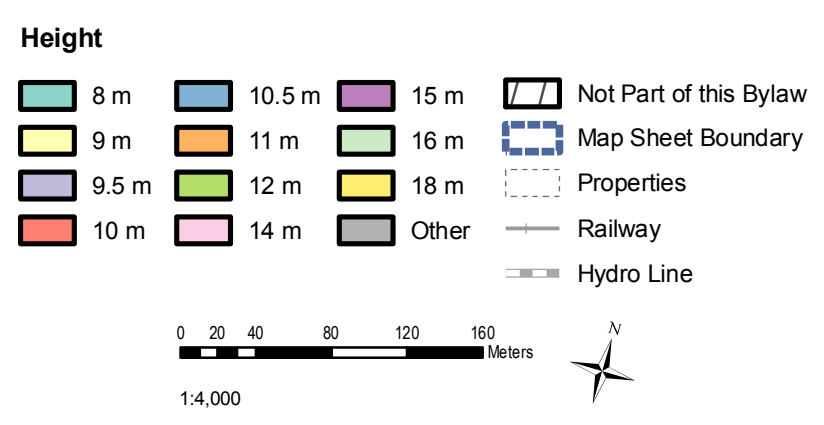 Height
8 m
9 m
9.5 m
10 m
10.5 m
11 m
12 m
14 m
15 m
16 m
18 m
Other
Not Part of this Bylaw
Map Sheet Boundary
Properties
Railway
Hydro Line
0 20 40 80 120 160
Meters
1:4,000
N